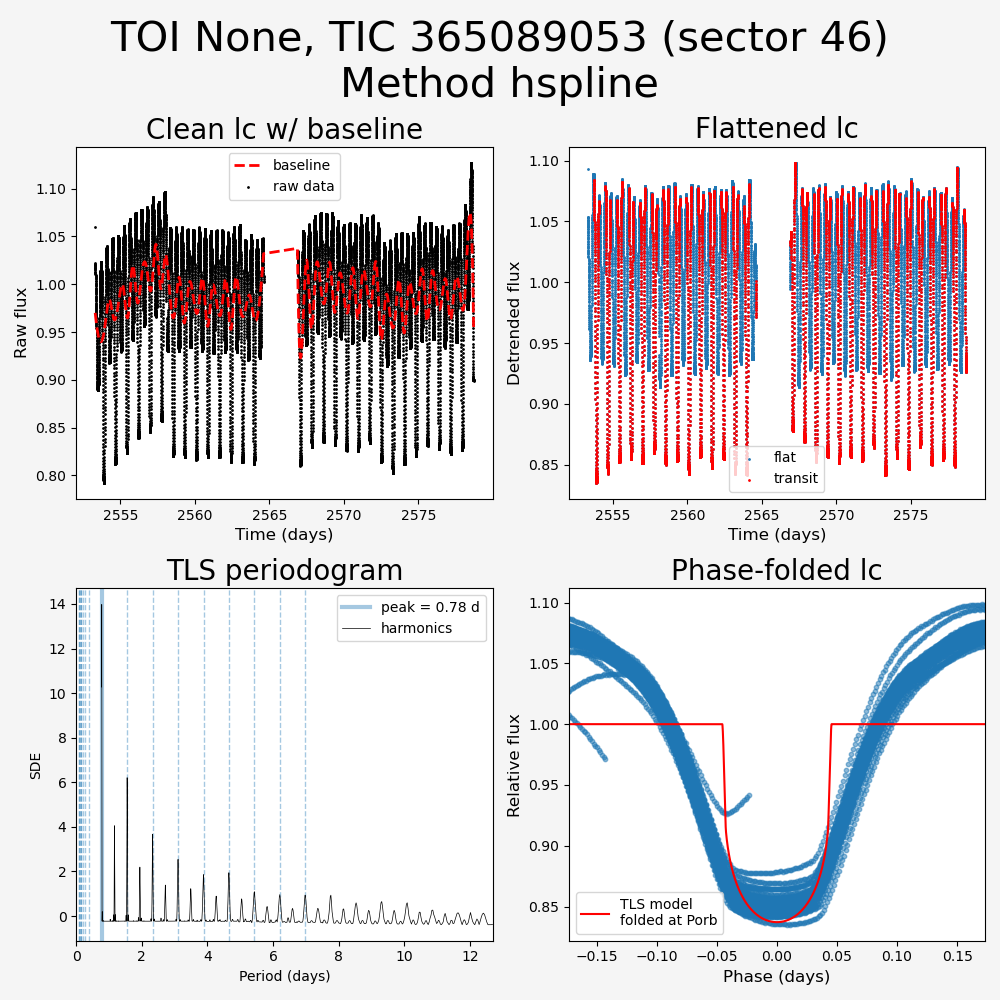 TOI None, TIC 365089053 (sector 46)
Method hspline
Clean lc w/ baseline
baseline
raw data
Raw flux
1.10
1.05
1.00
0.95
0.90
0.85
0.80
2555 2560 2565 2570 2575
Time (days)
Flattened lc
Detrended flux
1.10
1.05
1.00
0.95
0.90
0.85
flat
transit
2555 2560 2565 2570 2575
Time (days)
TLS periodogram
peak = 0.78 d
harmonics
SDE
14
12
10
8
6
4
2
0
0 2 4 6 8 10 12
Period (days)
Phase-folded lc
Relative flux
1.10
1.05
1.00
0.95
0.90
0.85
TLS model
folded at Porb
−0.15 −0.10 −0.05 0.00 0.05 0.10 0.15
Phase (days)